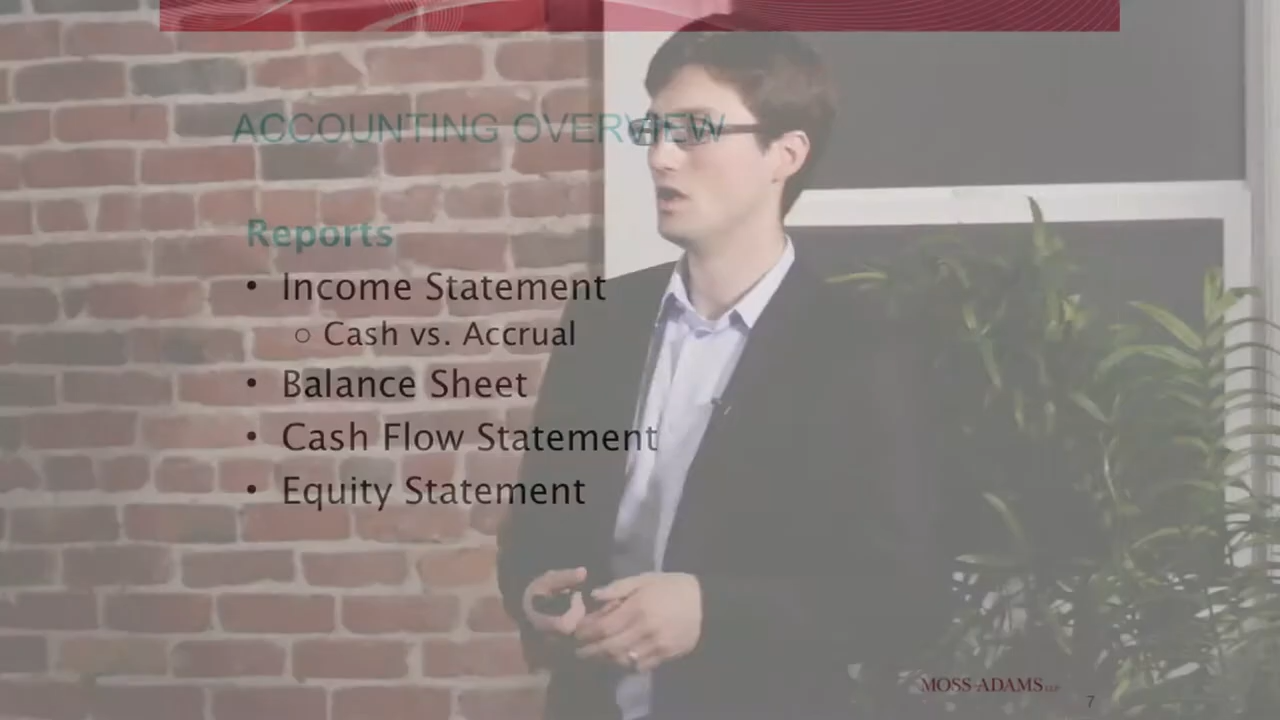 ACCOUNTING OVERVIEW
Reports
• Income Statement
○ Cash vs. Accrual
• Balance Sheet
• Cash Flow Statement
• Equity Statement
MOSS ADAMS LLP
7